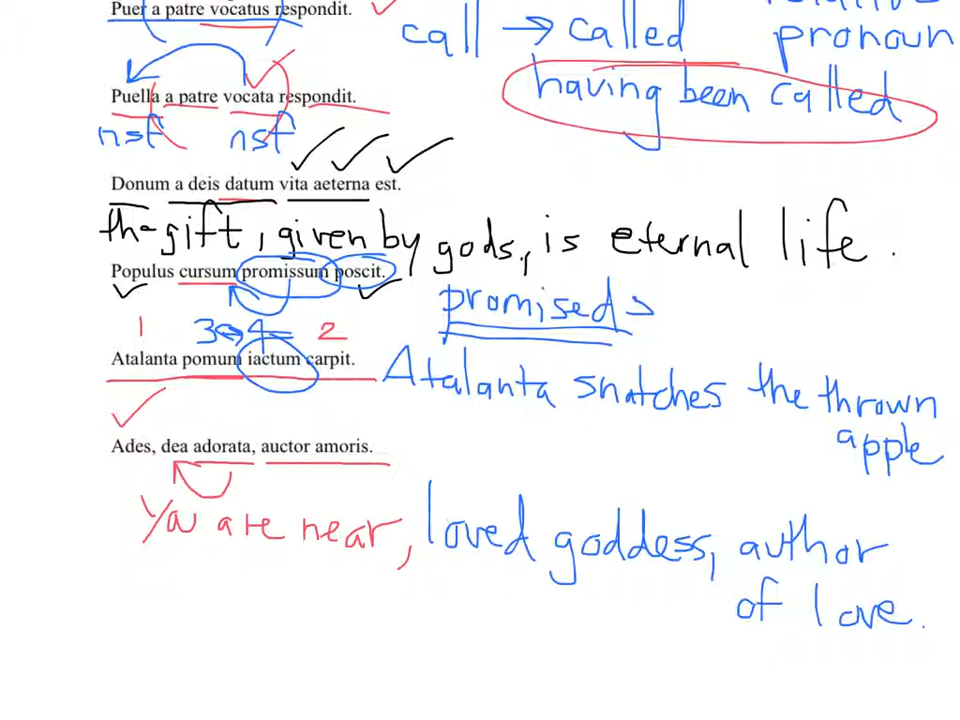 Puer a patre vocatus respondit.
call → called
pronoun
having been called
Puella a patre vocata respondit.
nsf nsf
Donum a deis datum vita aeterna est.
the gift, given by gods, is eternal life.
Populus cursum promissum poscit.
promised
1 3 4 2
Atalanta pomum iactum carpit.
Atalanta snatches the thrown
apple
Ades, dea adorata, auctor amoris.
You are near, loved goddess, author
of love.